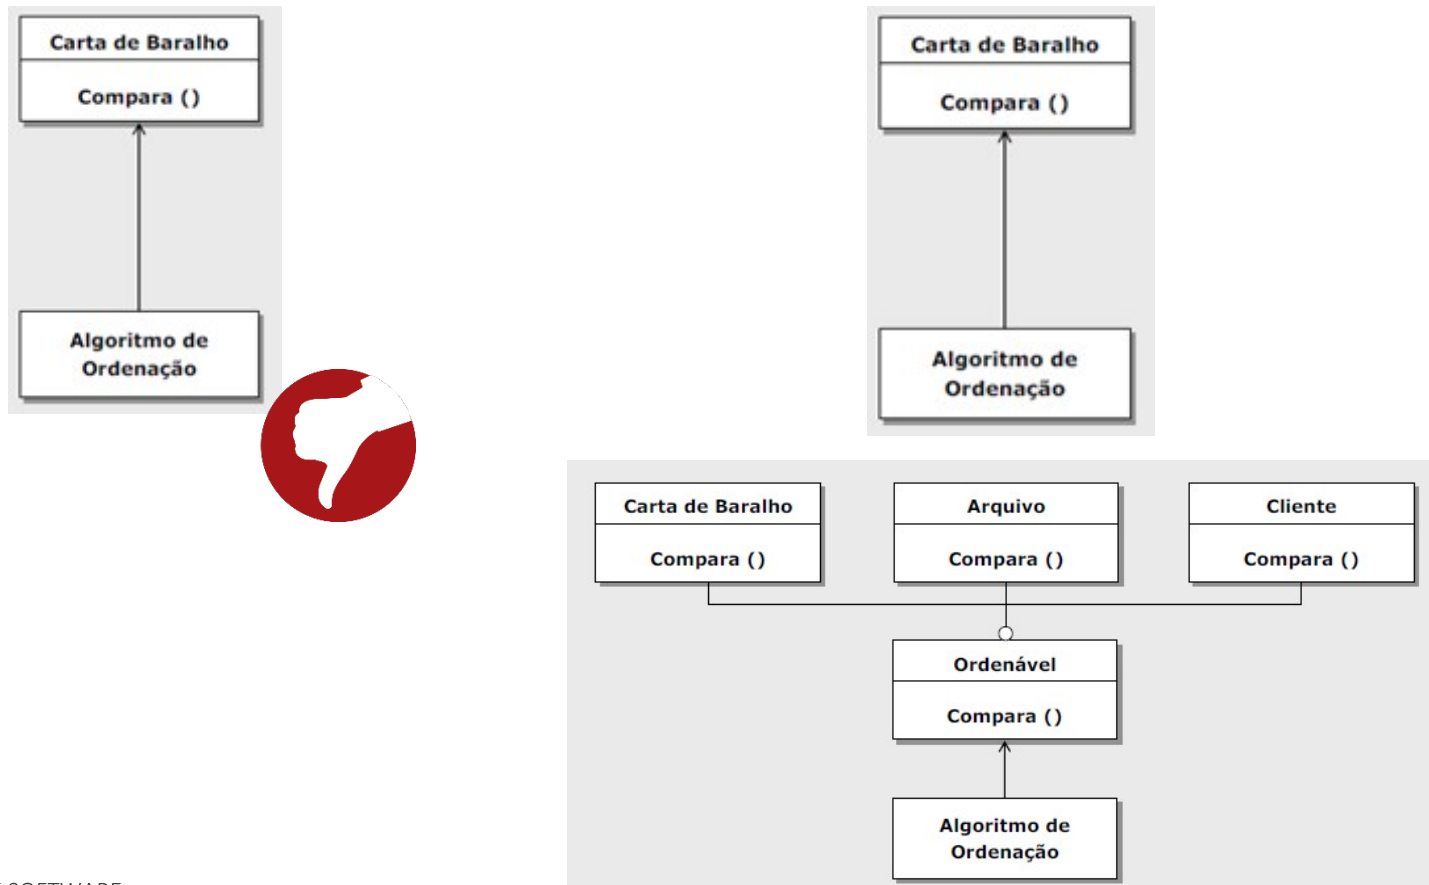 Carta de Baralho
Compara ()
Algoritmo de
Ordenação
Carta de Baralho
Compara ()
Algoritmo de
Ordenação
Carta de Baralho
Compara ()
Arquivo
Compara ()
Cliente
Compara ()
Ordenável
Compara ()
Algoritmo de
Ordenação
SOFTWARE